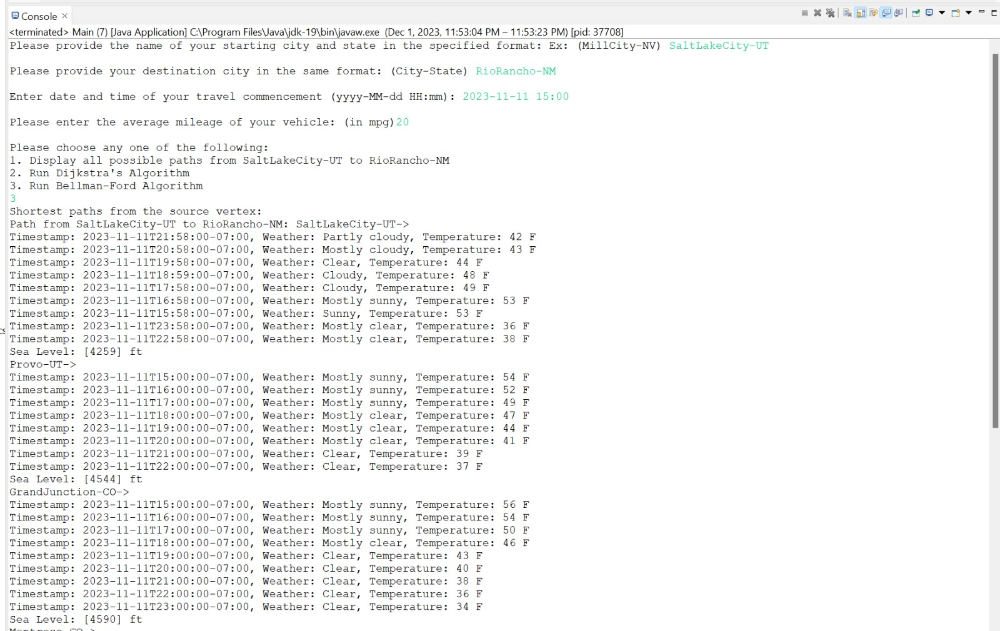 Console
<terminated> Main (7) [Java Application] C:\Program Files\Java\jdk-19\bin\javaw.exe (Dec 1, 2023, 11:53:04 PM – 11:53:23 PM) [pid: 37708]
Please provide the name of your starting city and state in the specified format: Ex: (MillCity-NV) SaltLakeCity-UT
Please provide your destination city in the same format: (City-State) RioRancho-NM
Enter date and time of your travel commencement (yyyy-MM-dd HH:mm): 2023-11-11 15:00
Please enter the average mileage of your vehicle: (in mpg)20
Please choose any one of the following:
1. Display all possible paths from SaltLakeCity-UT to RioRancho-NM
2. Run Dijkstra's Algorithm
3. Run Bellman-Ford Algorithm
3
Shortest paths from the source vertex:
Path from SaltLakeCity-UT to RioRancho-NM: SaltLakeCity-UT->
Timestamp: 2023-11-11T21:58:00-07:00, Weather: Partly cloudy, Temperature: 42 F
Timestamp: 2023-11-11T20:58:00-07:00, Weather: Mostly cloudy, Temperature: 43 F
Timestamp: 2023-11-11T19:58:00-07:00, Weather: Clear, Temperature: 44 F
Timestamp: 2023-11-11T18:59:00-07:00, Weather: Cloudy, Temperature: 48 F
Timestamp: 2023-11-11T17:58:00-07:00, Weather: Cloudy, Temperature: 49 F
Timestamp: 2023-11-11T16:58:00-07:00, Weather: Mostly sunny, Temperature: 53 F
Timestamp: 2023-11-11T15:58:00-07:00, Weather: Sunny, Temperature: 53 F
Timestamp: 2023-11-11T23:58:00-07:00, Weather: Mostly clear, Temperature: 36 F
Timestamp: 2023-11-11T22:58:00-07:00, Weather: Mostly clear, Temperature: 38 F
Sea Level: [4259] ft
Provo-UT->
Timestamp: 2023-11-11T15:00:00-07:00, Weather: Mostly sunny, Temperature: 54 F
Timestamp: 2023-11-11T16:00:00-07:00, Weather: Mostly sunny, Temperature: 52 F
Timestamp: 2023-11-11T17:00:00-07:00, Weather: Mostly sunny, Temperature: 49 F
Timestamp: 2023-11-11T18:00:00-07:00, Weather: Mostly clear, Temperature: 47 F
Timestamp: 2023-11-11T19:00:00-07:00, Weather: Mostly clear, Temperature: 44 F
Timestamp: 2023-11-11T20:00:00-07:00, Weather: Mostly clear, Temperature: 41 F
Timestamp: 2023-11-11T21:00:00-07:00, Weather: Clear, Temperature: 39 F
Timestamp: 2023-11-11T22:00:00-07:00, Weather: Clear, Temperature: 37 F
Sea Level: [4544] ft
GrandJunction-CO->
Timestamp: 2023-11-11T15:00:00-07:00, Weather: Mostly sunny, Temperature: 56 F
Timestamp: 2023-11-11T16:00:00-07:00, Weather: Mostly sunny, Temperature: 54 F
Timestamp: 2023-11-11T17:00:00-07:00, Weather: Mostly sunny, Temperature: 50 F
Timestamp: 2023-11-11T18:00:00-07:00, Weather: Mostly clear, Temperature: 46 F
Timestamp: 2023-11-11T19:00:00-07:00, Weather: Clear, Temperature: 43 F
Timestamp: 2023-11-11T20:00:00-07:00, Weather: Clear, Temperature: 40 F
Timestamp: 2023-11-11T21:00:00-07:00, Weather: Clear, Temperature: 38 F
Timestamp: 2023-11-11T22:00:00-07:00, Weather: Clear, Temperature: 36 F
Timestamp: 2023-11-11T23:00:00-07:00, Weather: Clear, Temperature: 34 F
Sea Level: [4590] ft